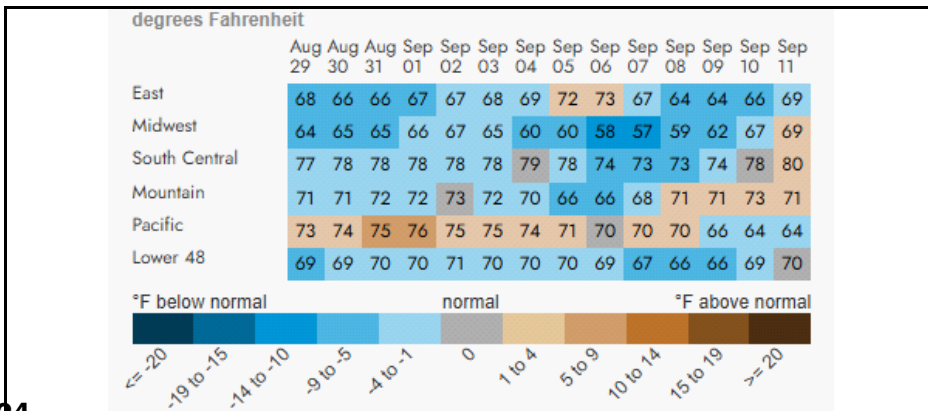 degrees Fahrenheit
Aug Aug Aug Sep Sep Sep Sep Sep Sep Sep Sep Sep Sep Sep
29 30 31 01 02 03 04 05 06 07 08 09 10 11
East 68 66 66 67 67 68 69 72 73 67 64 64 66 69
Midwest 64 65 65 66 67 65 60 60 58 57 59 62 67 69
South Central 77 78 78 78 78 78 79 78 74 73 73 74 78 80
Mountain 71 71 72 72 73 72 70 66 66 68 71 71 73 71
Pacific 73 74 75 76 75 75 74 71 70 70 70 66 64 64
Lower 48 69 69 70 70 71 70 70 70 69 67 66 66 69 70
°F below normal normal °F above normal
<= -20 -19 to -15 -14 to -10 -9 to -5 -4 to -1 0 1 to 4 5 to 9 10 to 14 15 to 19 >= 20